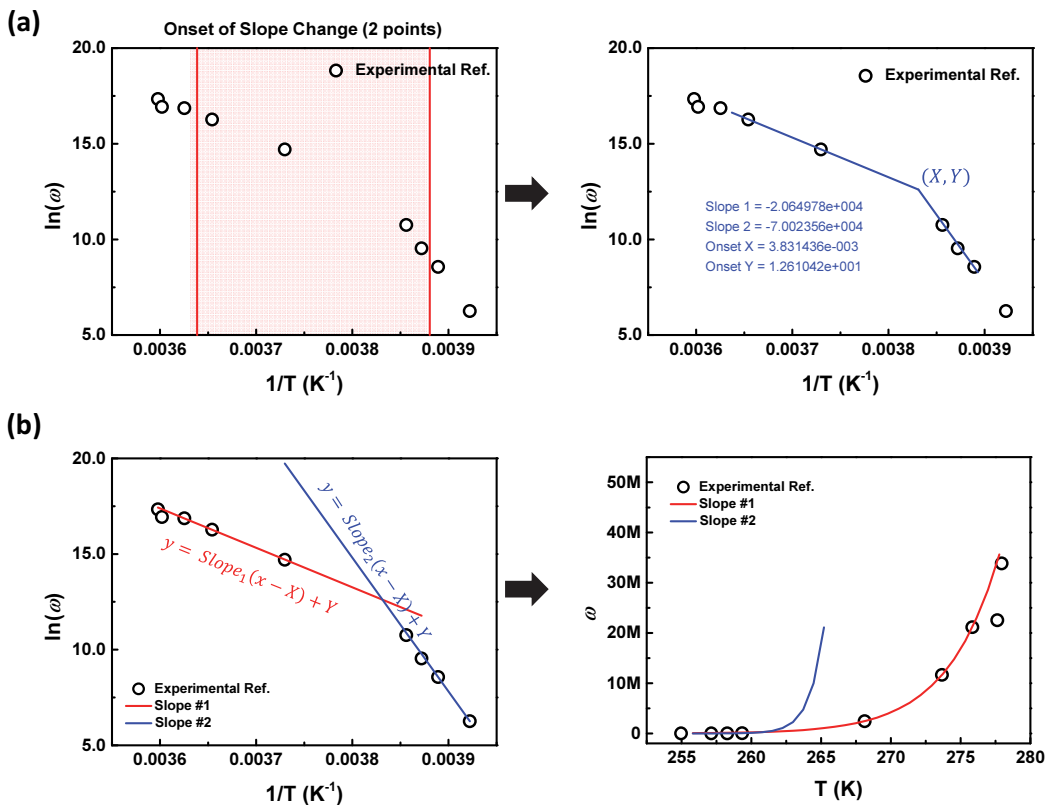 (a)
Onset of Slope Change (2 points)
20.0
15.0
10.0
5.0
ln(ω)
Experimental Ref.
0.0036
0.0037
0.0038
0.0039
1/T (K⁻¹)
20.0
15.0
10.0
5.0
ln(ω)
Experimental Ref.
(X,Y)
Slope 1 = -2.064978e+004
Slope 2 = -7.002356e+004
Onset X = 3.831436e-003
Onset Y = 1.261042e+001
0.0036
0.0037
0.0038
0.0039
1/T (K⁻¹)
(b)
20.0
15.0
10.0
5.0
ln(ω)
y = Slope₁(x − X) + Y
y = Slope₂(x − X) + Y
Experimental Ref.
Slope #1
Slope #2
0.0036
0.0037
0.0038
0.0039
1/T (K⁻¹)
50M
40M
30M
20M
10M
0
ω
Experimental Ref.
Slope #1
Slope #2
255
260
265
270
275
280
T (K)